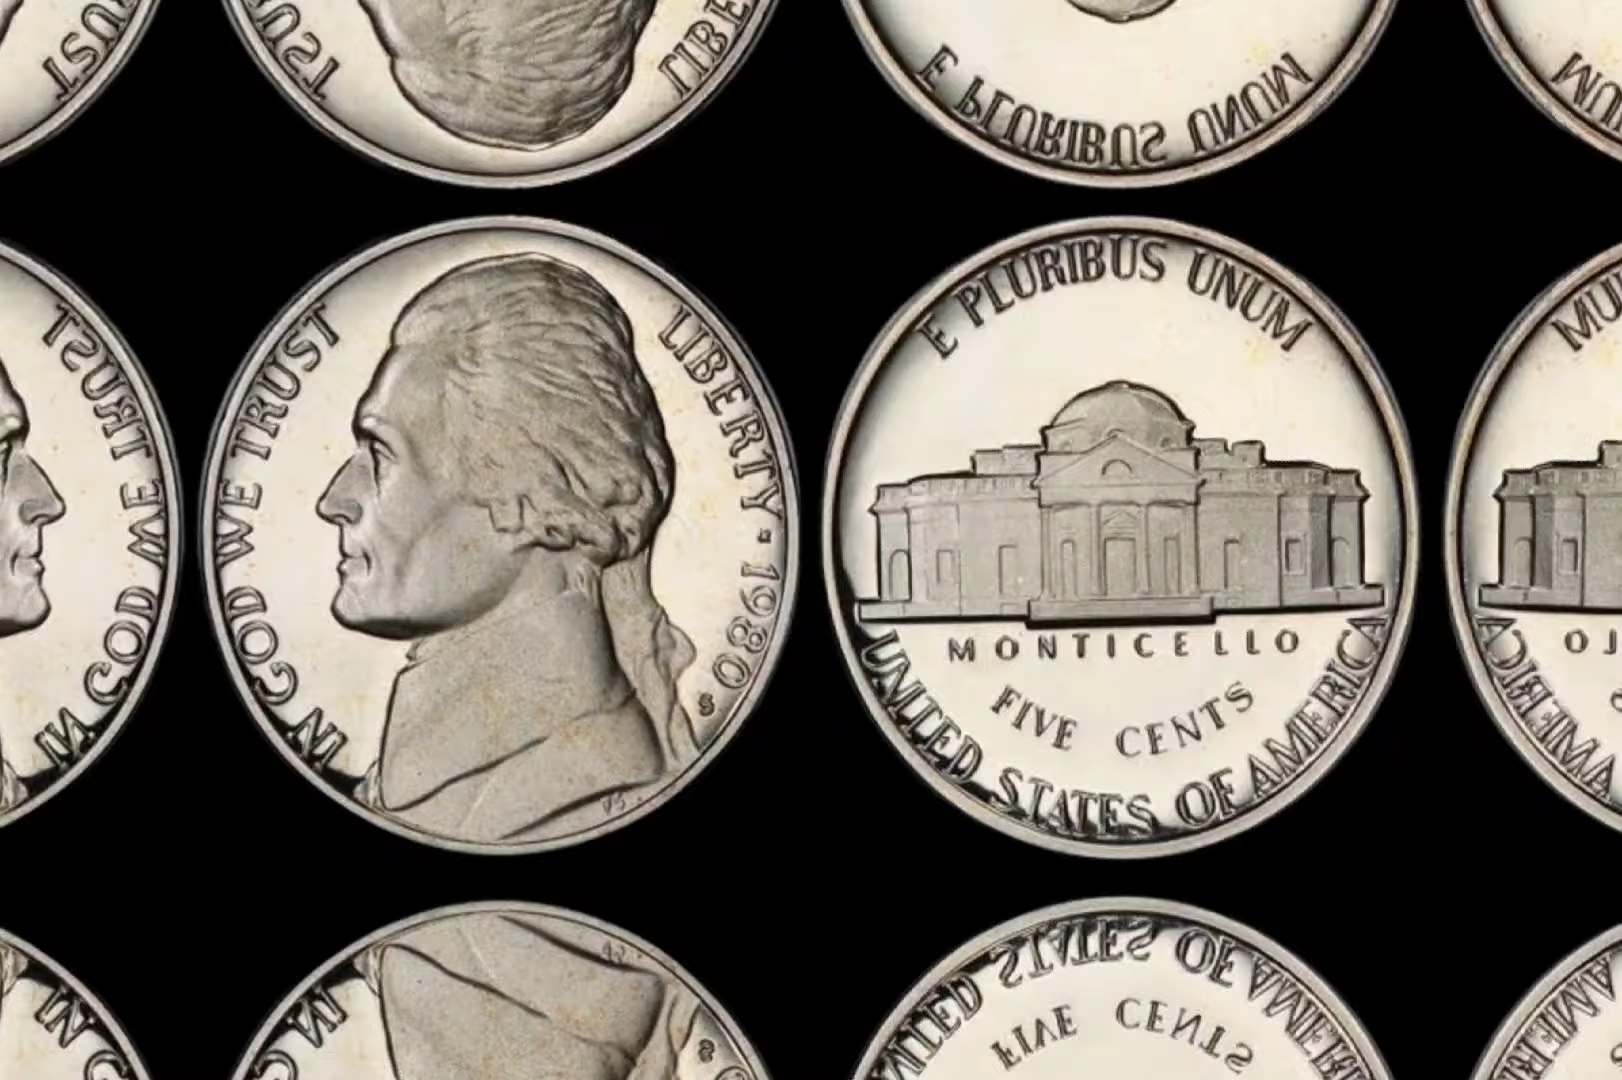 IN GOD WE TRUST
LIBERTY · 1980
S
E PLURIBUS UNUM
MONTICELLO
FIVE CENTS
UNITED STATES OF AMERICA